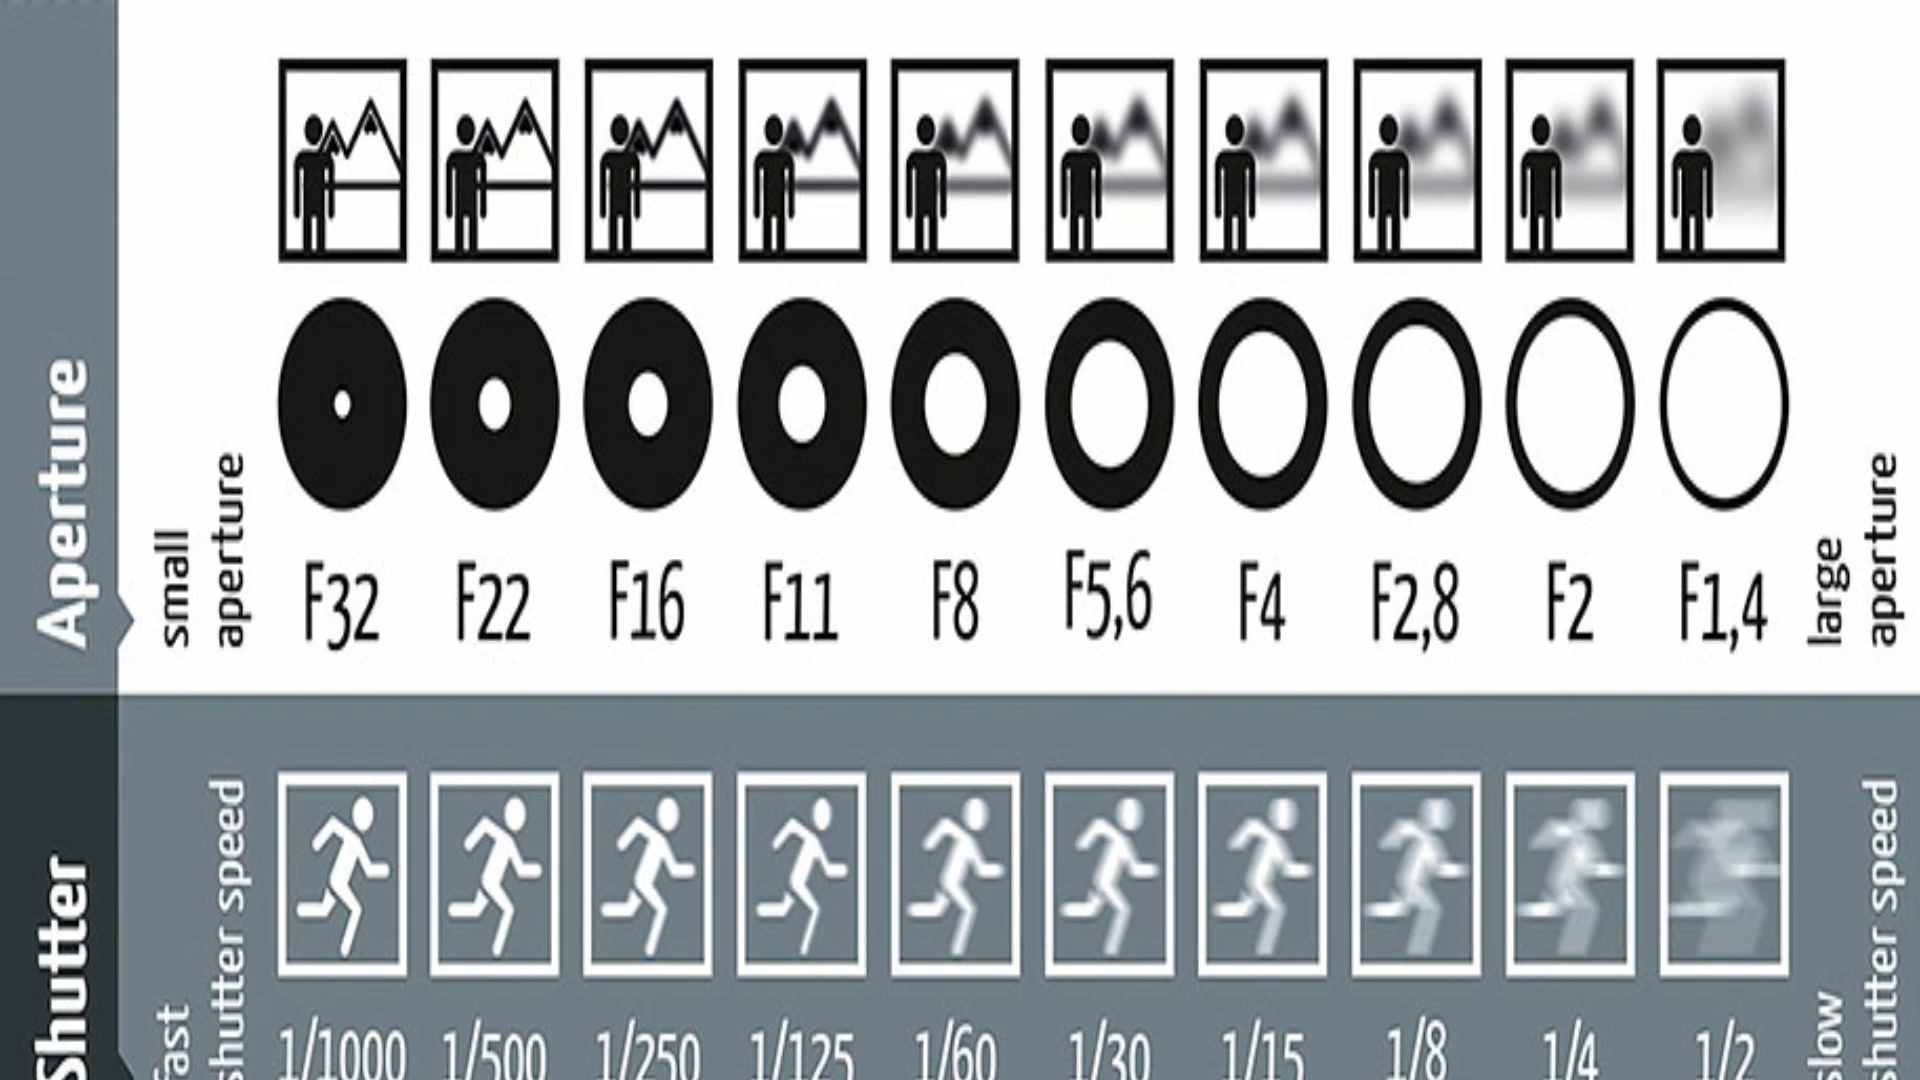 Aperture
small
aperture
F32 F22 F16 F11 F8 F5,6 F4 F2,8 F2 F1,4
large
aperture
Shutter
Fast
shutter speed
1/1000 1/500 1/250 1/125 1/60 1/30 1/15 1/8 1/4 1/2
slow
shutter speed